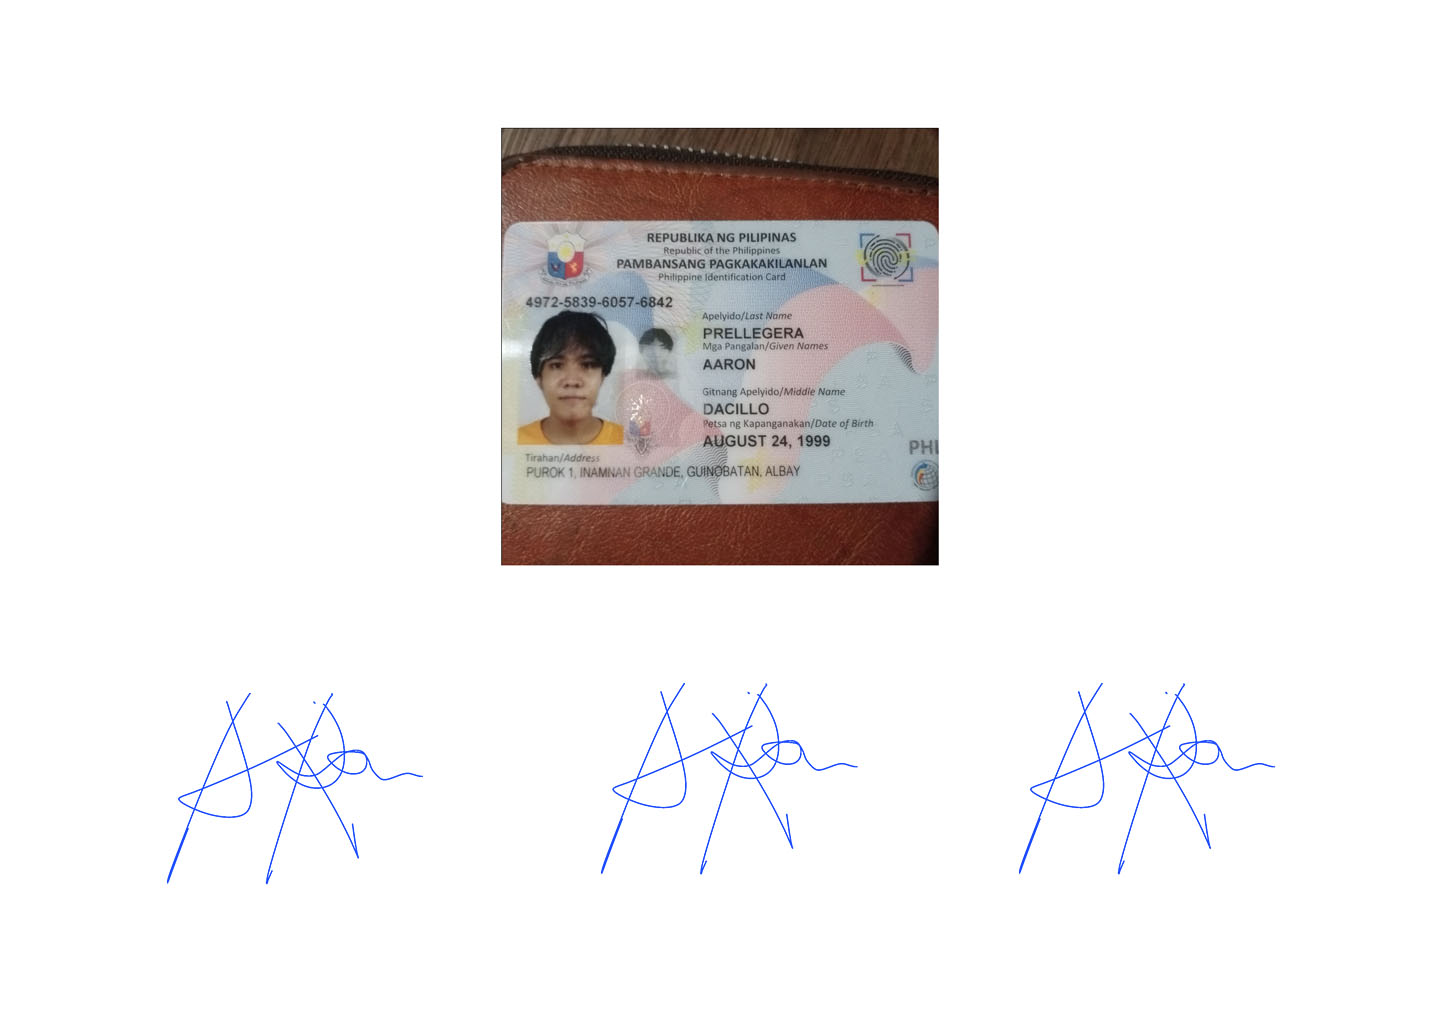 REPUBLIKA NG PILIPINAS
Republic of the Philippines
PAMBANSANG PAGKAKAKILANLAN
Philippine Identification Card
4972-5839-6057-6842
Apelyido/Last Name
PRELLEGERA
Mga Pangalan/Given Names
AARON
Gitnang Apelyido/Middle Name
DACILLO
Petsa ng Kapanganakan/Date of Birth
AUGUST 24, 1999
PHL
Tirahan/Address
PUROK 1, INAMNAN GRANDE, GUINOBATAN, ALBAY